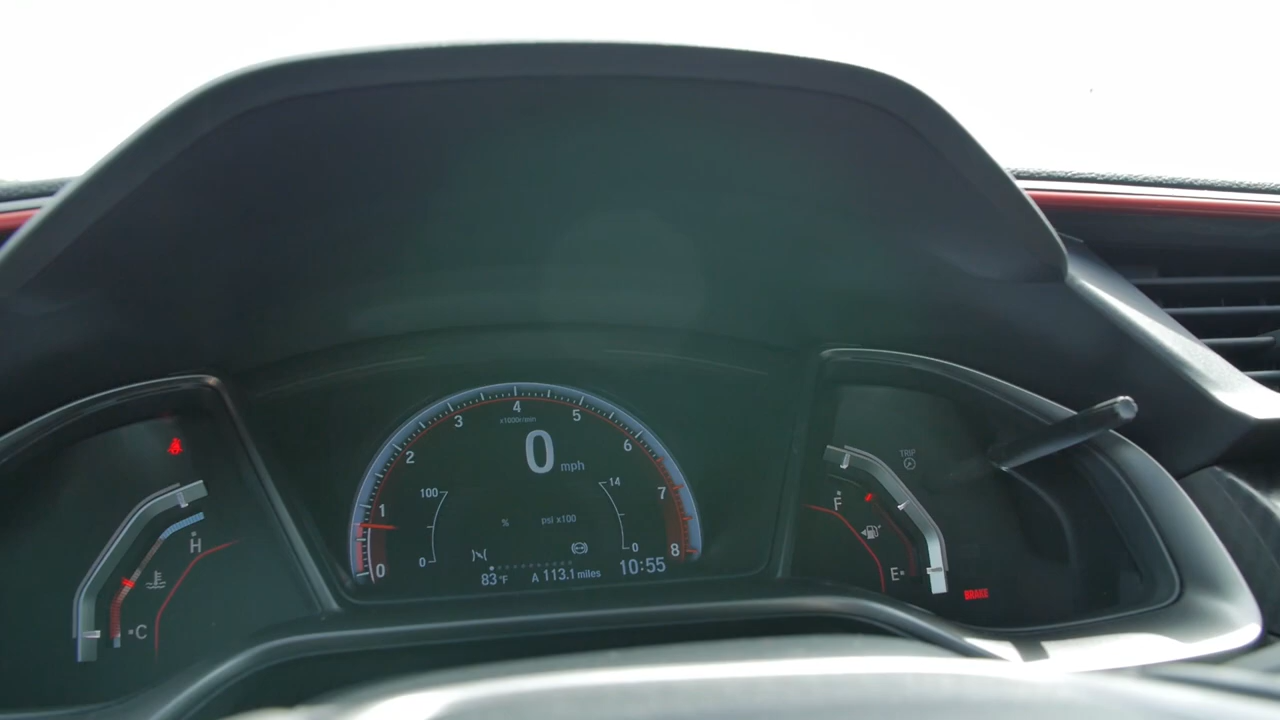 4
3
5
x1000r/min
2
0 mph
6
1
7
0
8
100
0
%
psi x100
14
0
83°F
A 113.1 miles
10:55
H
C
TRIP
F
E
BRAKE